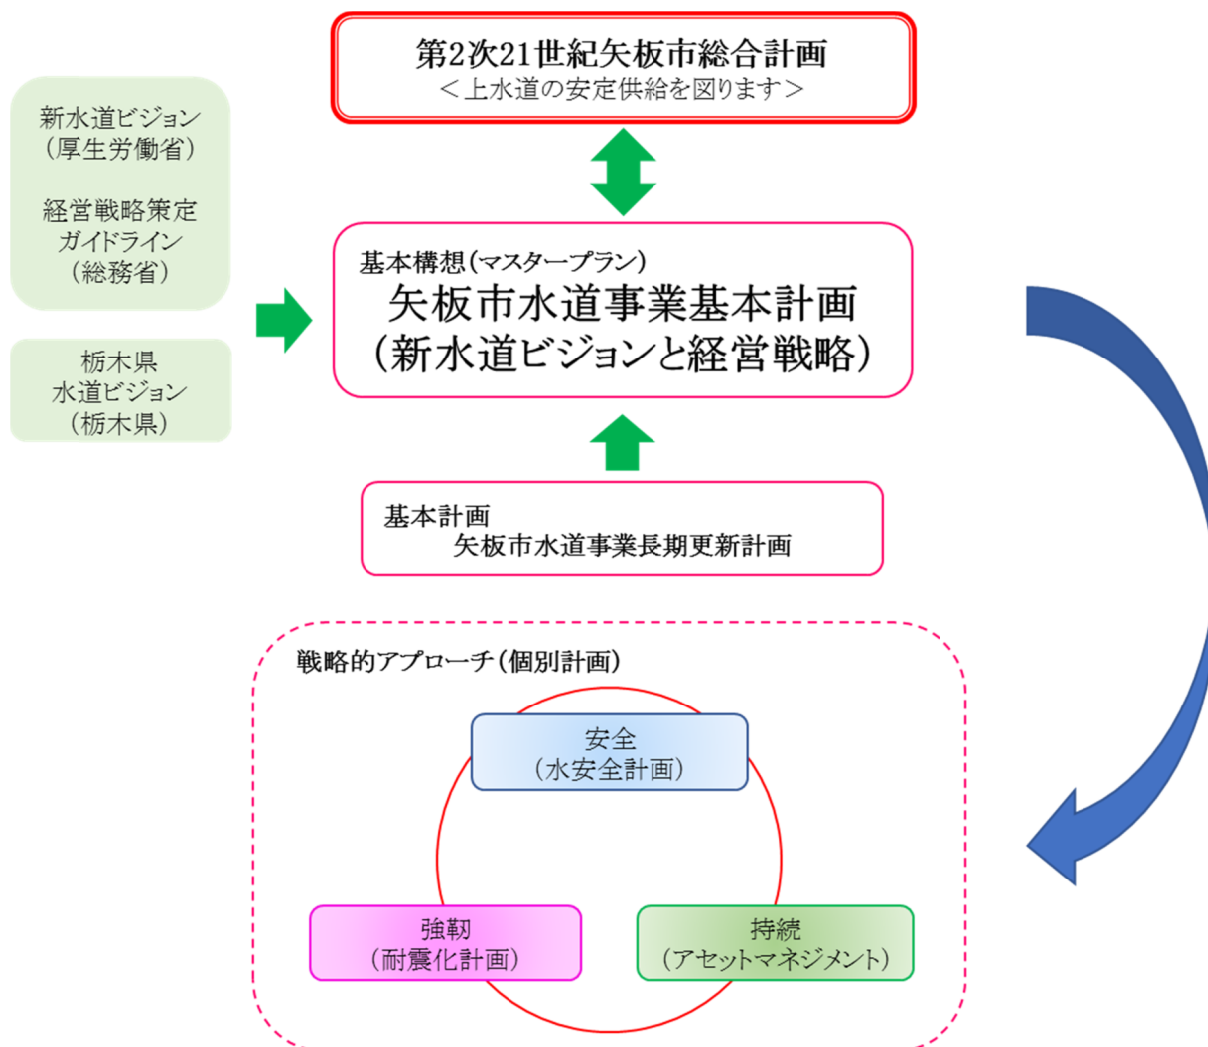 第2次21世紀矢板市総合計画
＜上水道の安定供給を図ります＞
新水道ビジョン
（厚生労働省）
経営戦略策定
ガイドライン
（総務省）
栃木県
水道ビジョン
（栃木県）
基本構想（マスタープラン）
矢板市水道事業基本計画
（新水道ビジョンと経営戦略）
基本計画
矢板市水道事業長期更新計画
戦略的アプローチ（個別計画）
安全
（水安全計画）
強靭
（耐震化計画）
持続
（アセットマネジメント）